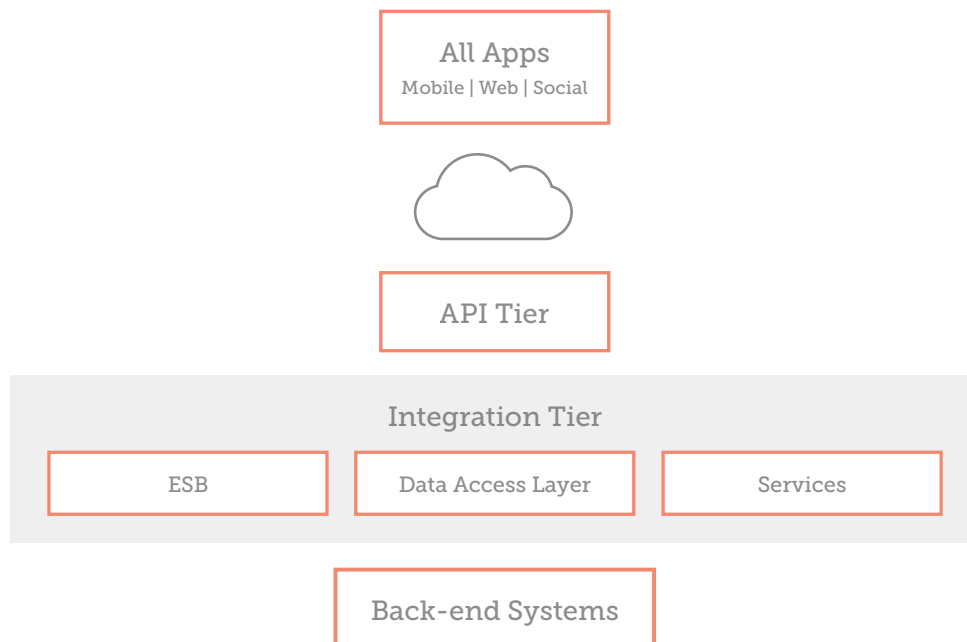 All Apps
Mobile | Web | Social
API Tier
Integration Tier
ESB
Data Access Layer
Services
Back-end Systems